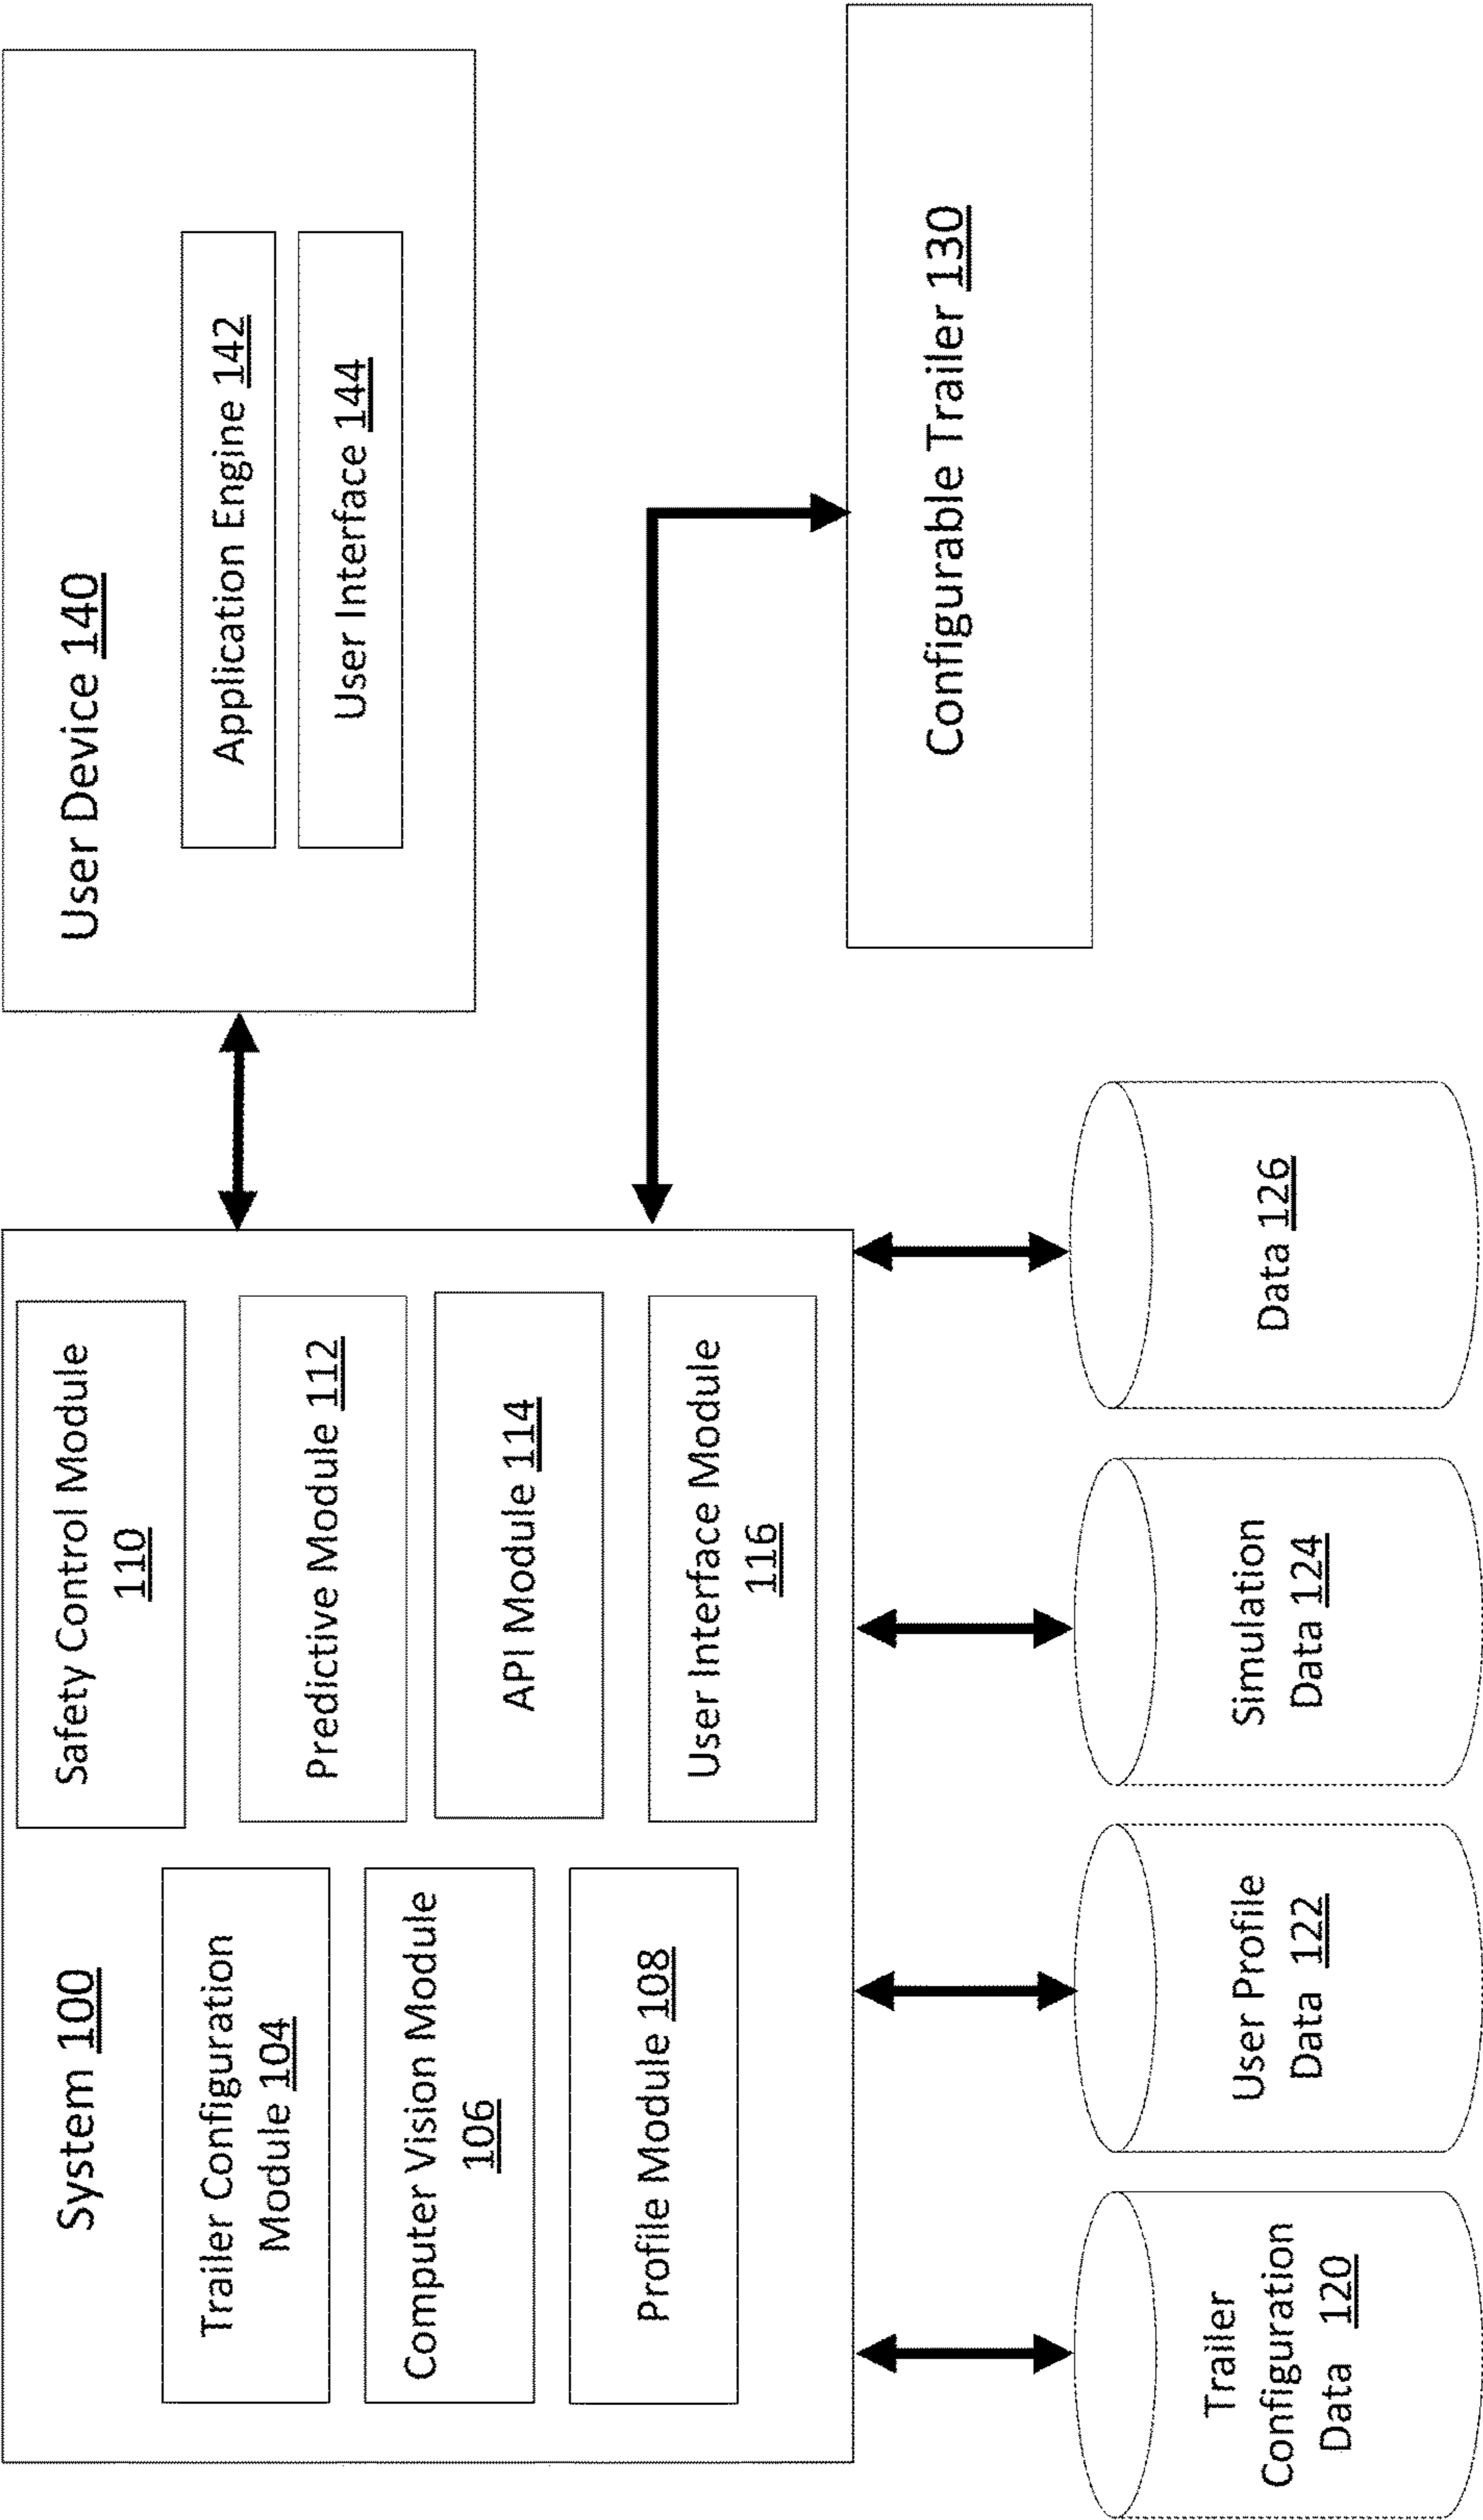 System 100
Trailer Configuration
Module 104
Computer Vision Module
106
Profile Module 108
Safety Control Module
110
Predictive Module 112
API Module 114
User Interface Module
116
User Device 140
Application Engine 142
User Interface 144
Configurable Trailer 130
Trailer
Configuration
Data 120
User Profile
Data 122
Simulation
Data 124
Data 126